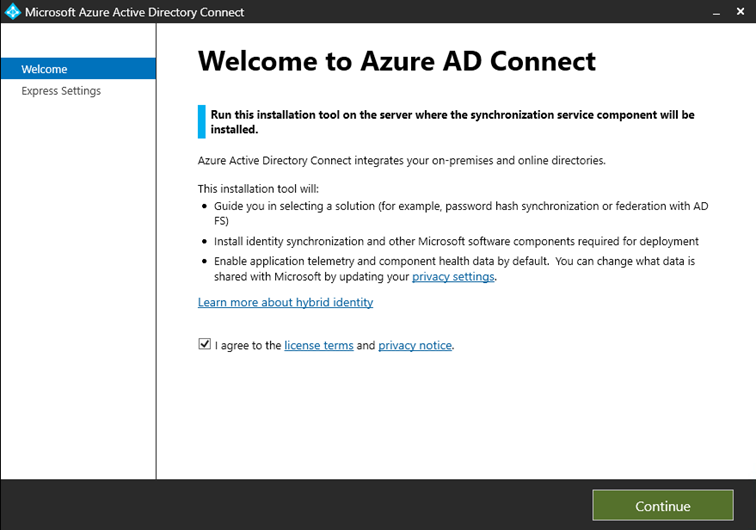 Microsoft Azure Active Directory Connect
Welcome
Express Settings
Welcome to Azure AD Connect
Run this installation tool on the server where the synchronization service component will be
installed.
Azure Active Directory Connect integrates your on-premises and online directories.
This installation tool will:
• Guide you in selecting a solution (for example, password hash synchronization or federation with AD
FS)
• Install identity synchronization and other Microsoft software components required for deployment
• Enable application telemetry and component health data by default.  You can change what data is
shared with Microsoft by updating your privacy settings.
Learn more about hybrid identity
I agree to the license terms and privacy notice.
Continue